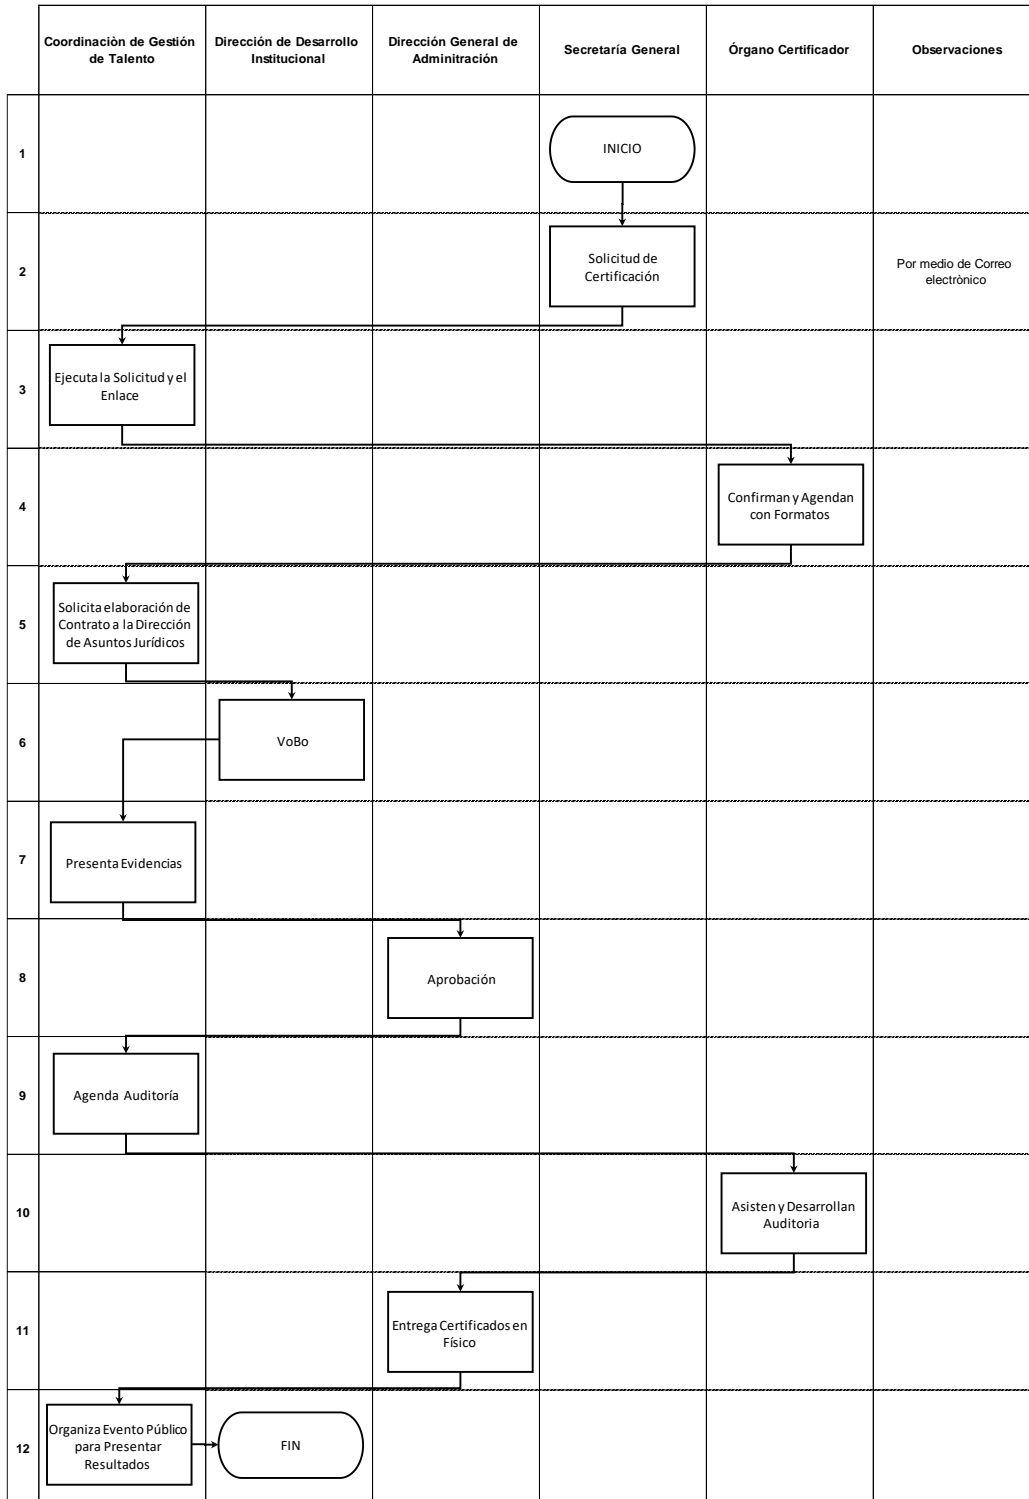 Coordinaciòn de Gestión
de Talento
Dirección de Desarrollo
Institucional
Dirección General de
Adminitración
Secretaría General
Órgano Certificador
Observaciones
1
INICIO
2
Solicitud de
Certificación
Por medio de Correo
electrònico
3
Ejecuta la Solicitud y el
Enlace
4
Confirman y Agendan
con Formatos
5
Solicita elaboración de
Contrato a la Dirección
de Asuntos Jurídicos
6
VoBo
7
Presenta Evidencias
8
Aprobación
9
Agenda Auditoría
10
Asisten y Desarrollan
Auditoria
11
Entrega Certificados en
Físico
12
Organiza Evento Público
para Presentar
Resultados
FIN